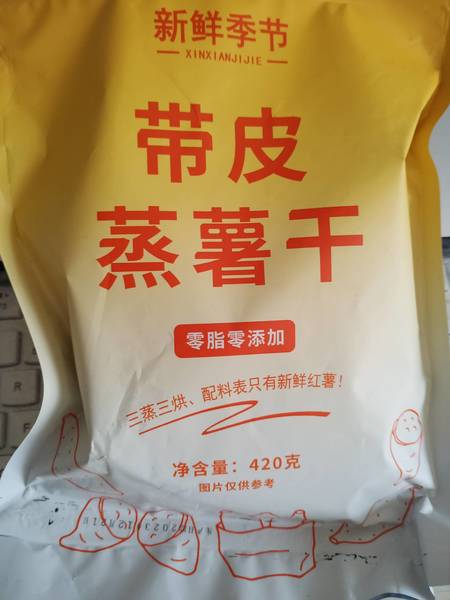 新鲜季节
XINXIANJIJIE
带皮
蒸薯干
零脂零添加
三蒸三烘、配料表只有新鲜红薯!
净含量: 420克
图片仅供参考
R